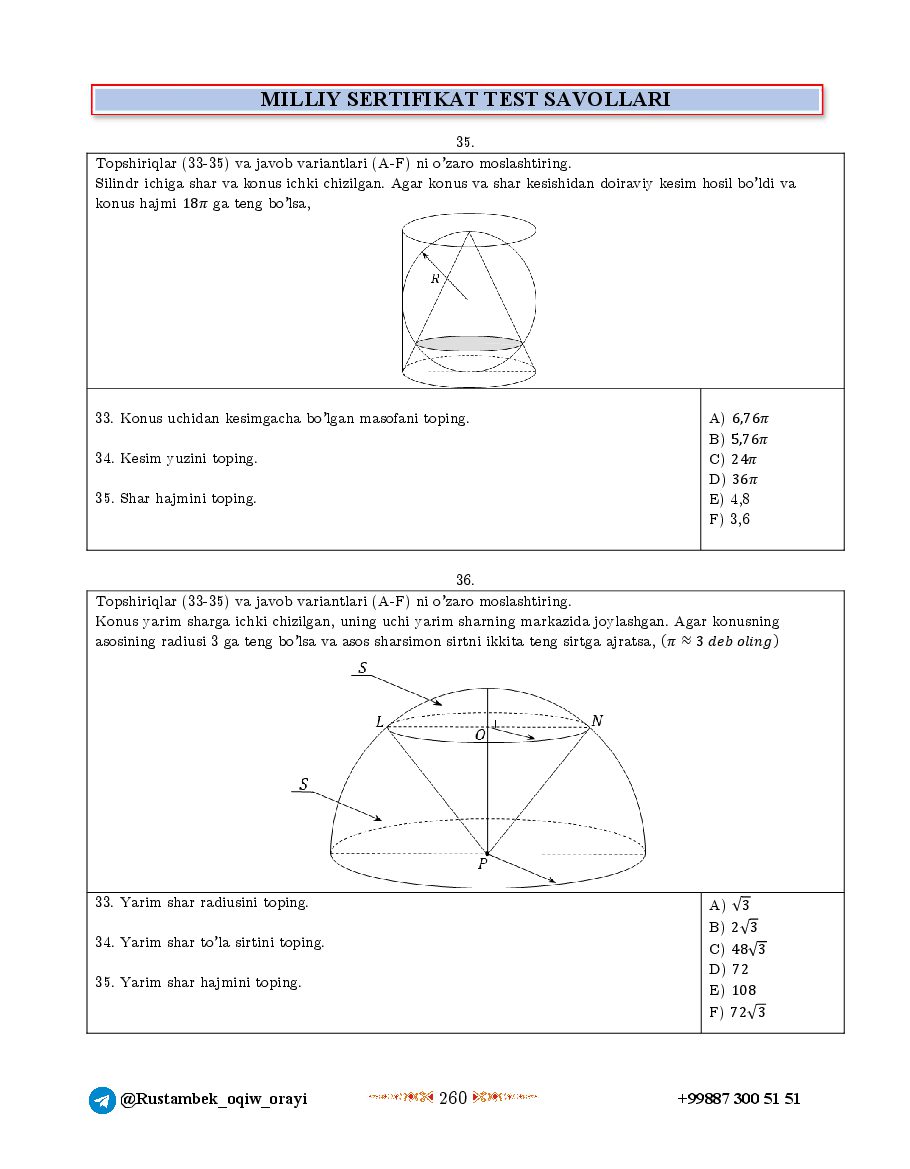 MILLIY SERTIFIKAT TEST SAVOLLARI
35.
Topshiriqlar (33-35) va javob variantlari (A-F) ni o'zaro moslashtiring.
Silindr ichiga shar va konus ichki chizilgan. Agar konus va shar kesishidan doiraviy kesim hosil bo'ldi va
konus hajmi 18π ga teng bo'lsa,
R
33. Konus uchidan kesimgacha bo'lgan masofani toping.
34. Kesim yuzini toping.
35. Shar hajmini toping.
A) 6,76π
B) 5,76π
C) 24π
D) 36π
E) 4,8
F) 3,6
36.
Topshiriqlar (33-35) va javob variantlari (A-F) ni o'zaro moslashtiring.
Konus yarim sharga ichki chizilgan, uning uchi yarim sharning markazida joylashgan. Agar konusning
asosining radiusi 3 ga teng bo'lsa va asos sharsimon sirtni ikkita teng sirtga ajratsa, (π ≈ 3 deb oling)
S
L
N
O
S
P
33. Yarim shar radiusini toping.
34. Yarim shar to'la sirtini toping.
35. Yarim shar hajmini toping.
A) √3
B) 2√3
C) 48√3
D) 72
E) 108
F) 72√3
@Rustambek_oqiw_orayi
260
+99887 300 51 51